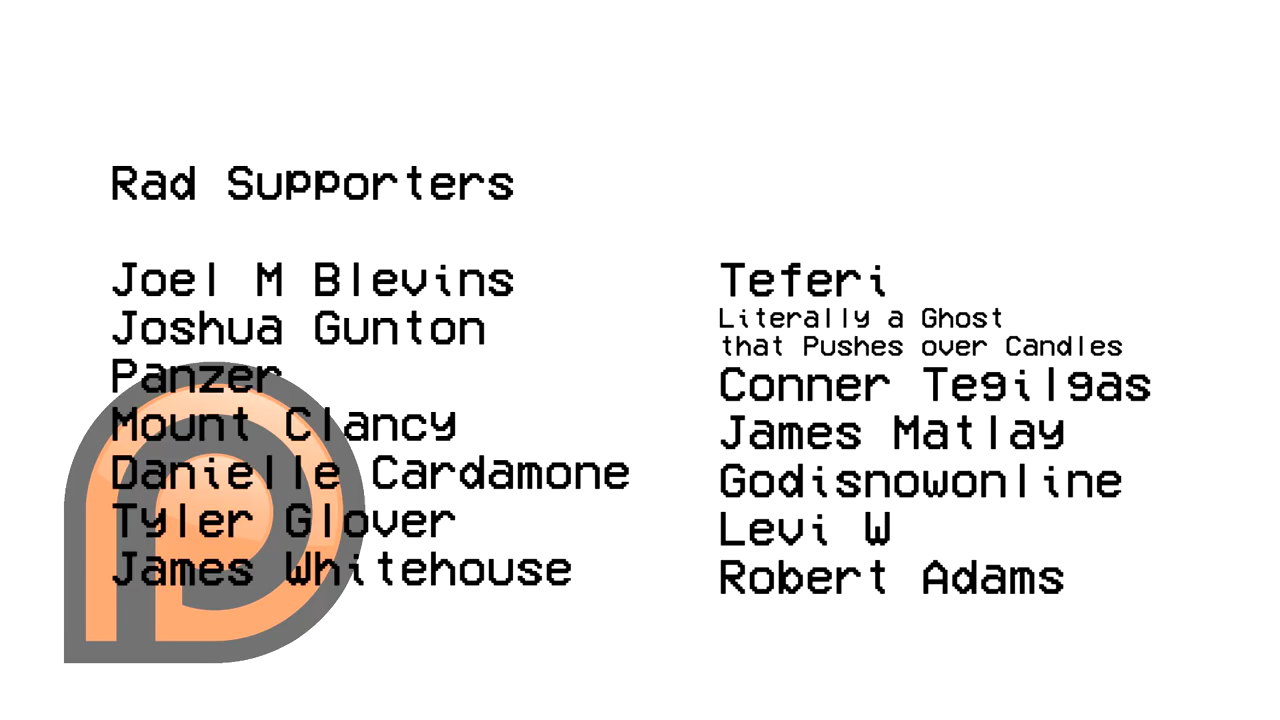 Rad Supporters
Joel M Blevins
Joshua Gunton
Panzer
Mount Clancy
Danielle Cardamone
Tyler Glover
James Whitehouse
Teferi
Literally a Ghost
that Pushes over Candles
Conner Tegilgas
James Matlay
Godisnowonline
Levi W
Robert Adams